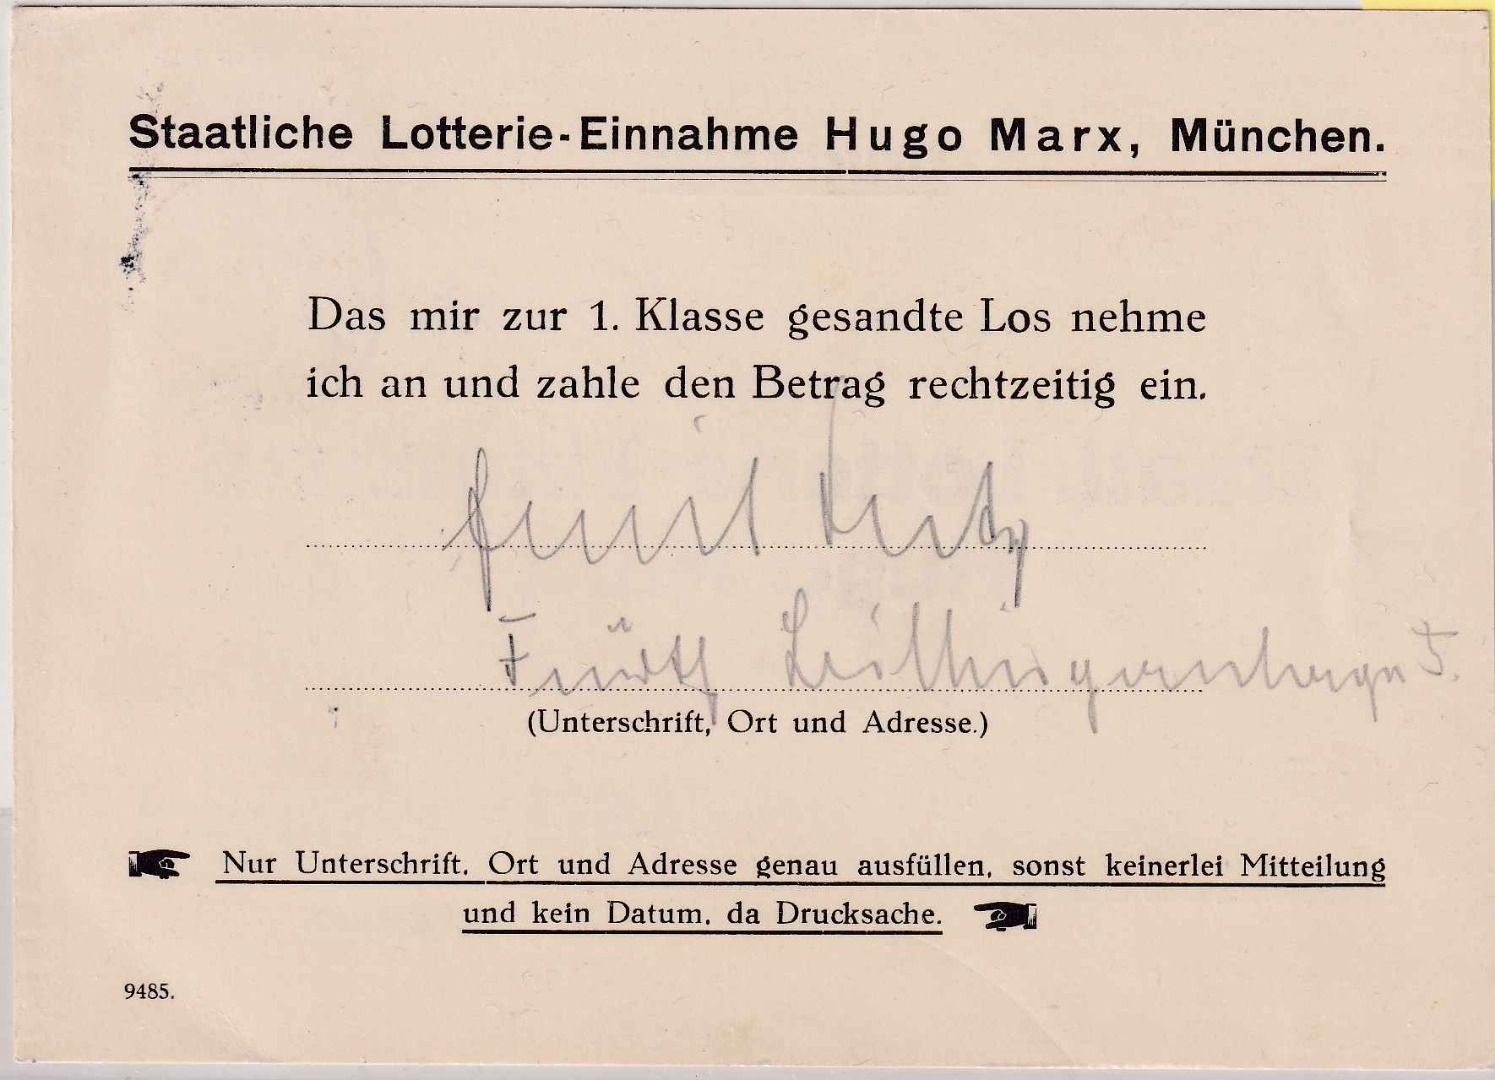 Staatliche Lotterie-Einnahme Hugo Marx, München.
Das mir zur 1. Klasse gesandte Los nehme
ich an und zahle den Betrag rechtzeitig ein.
Fürth
(Unterschrift, Ort und Adresse.)
Nur Unterschrift, Ort und Adresse genau ausfüllen, sonst keinerlei Mitteilung
und kein Datum, da Drucksache.
9485.